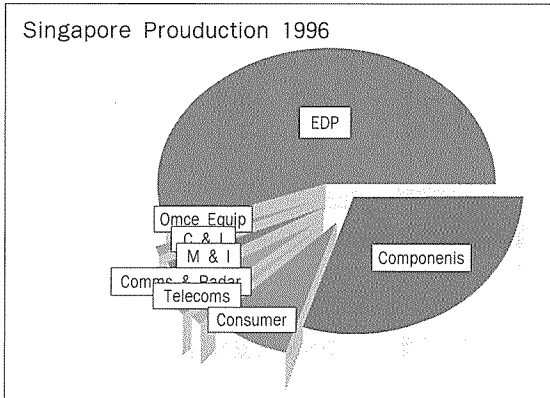 Singapore Prouduction 1996
EDP
Omce Equip
C & I
M & I
Componenis
Comms & Radar
Telecoms
Consumer